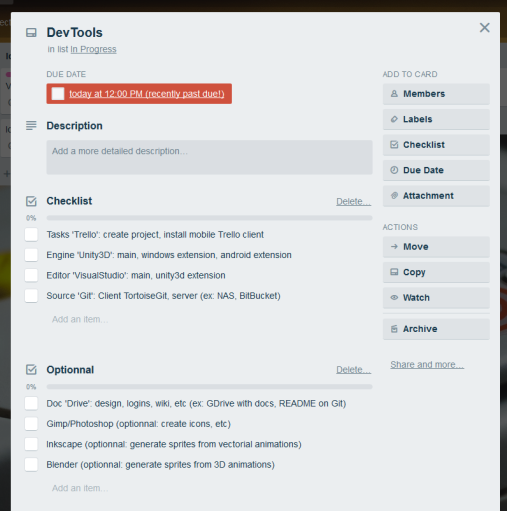 DevTools
in list In Progress
DUE DATE
today at 12:00 PM (recently past due!)
Description
Add a more detailed description...
Checklist
Delete...
0%
Tasks 'Trello': create project, install mobile Trello client
Engine 'Unity3D': main, windows extension, android extension
Editor 'VisualStudio': main, unity3d extension
Source 'Git': Client TortoiseGit, server (ex: NAS, BitBucket)
Add an item...
Optionnal
Delete...
0%
Doc 'Drive': design, logins, wiki, etc (ex: GDrive with docs, README on Git)
Gimp/Photoshop (optionnal: create icons, etc)
Inkscape (optionnal: generate sprites from vectorial animations)
Blender (optionnal: generate sprites from 3D animations)
Add an item...
ADD TO CARD
Members
Labels
Checklist
Due Date
Attachment
ACTIONS
Move
Copy
Watch
Archive
Share and more...